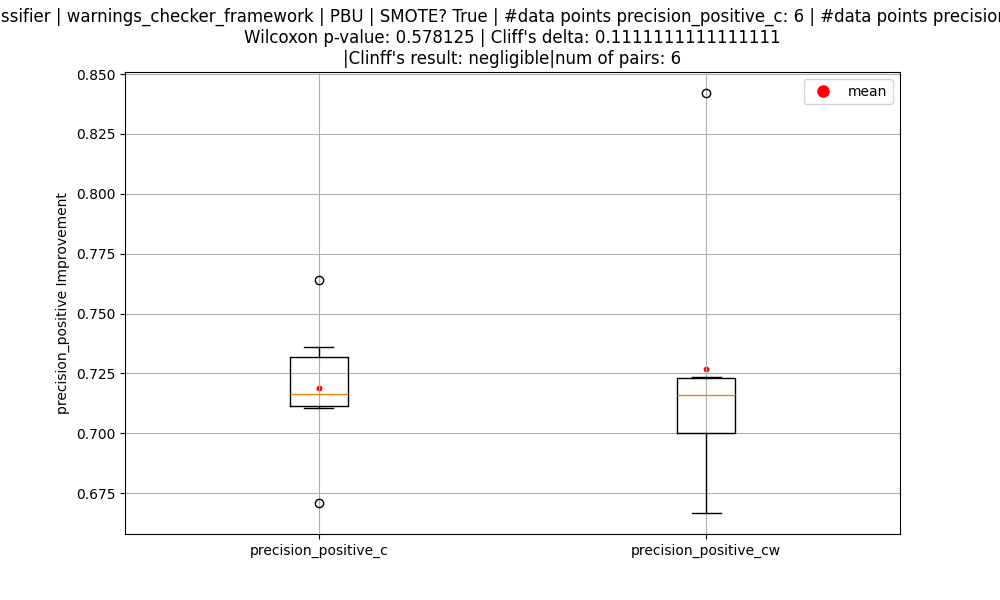 ssifier | warnings_checker_framework | PBU | SMOTE? True | #data points precision_positive_c: 6 | #data points precision
Wilcoxon p-value: 0.578125 | Cliff's delta: 0.1111111111111111
|Clinff's result: negligible|num of pairs: 6
mean
precision_positive Improvement
0.850
0.825
0.800
0.775
0.750
0.725
0.700
0.675
precision_positive_c
precision_positive_cw